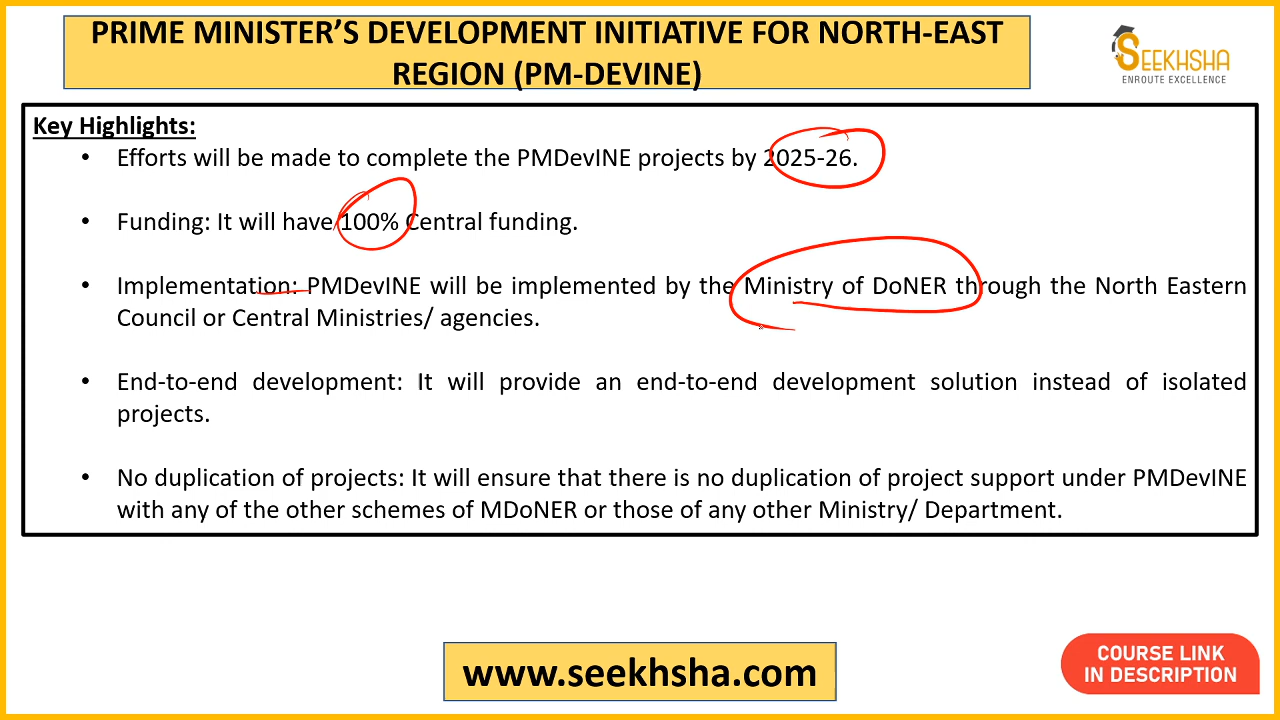 PRIME MINISTER’S DEVELOPMENT INITIATIVE FOR NORTH-EAST
REGION (PM-DEVINE)
SEEKHSHA
ENROUTE EXCELLENCE
Key Highlights:
• Efforts will be made to complete the PMDevINE projects by 2025-26.
• Funding: It will have 100% Central funding.
• Implementation: PMDevINE will be implemented by the Ministry of DoNER through the North Eastern
Council or Central Ministries/ agencies.
• End-to-end development: It will provide an end-to-end development solution instead of isolated
projects.
• No duplication of projects: It will ensure that there is no duplication of project support under PMDevINE
with any of the other schemes of MDoNER or those of any other Ministry/ Department.
www.seekhsha.com
COURSE LINK
IN DESCRIPTION